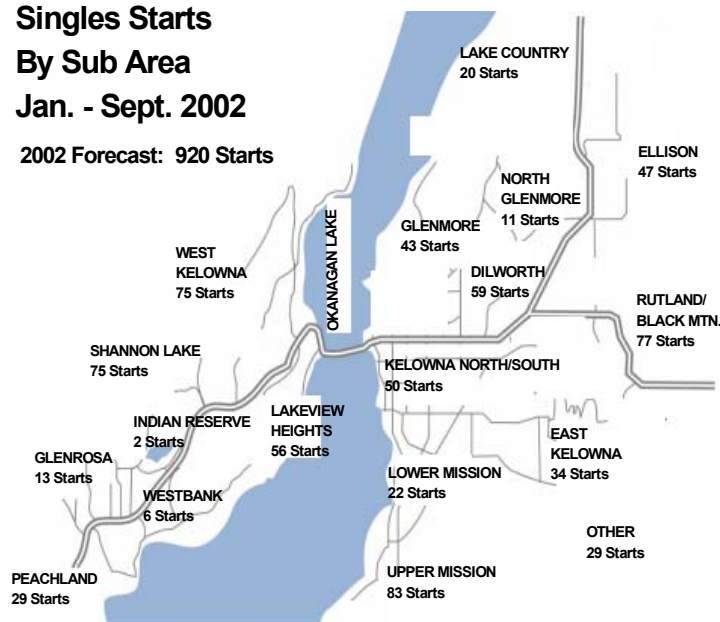 Singles Starts
By Sub Area
Jan. - Sept. 2002
2002 Forecast: 920 Starts
LAKE COUNTRY
20 Starts
ELLISON
47 Starts
NORTH
GLENMORE
11 Starts
GLENMORE
43 Starts
OKANAGAN LAKE
WEST
KELOWNA
75 Starts
DILWORTH
59 Starts
RUTLAND/
BLACK MTN.
77 Starts
SHANNON LAKE
75 Starts
KELOWNA NORTH/SOUTH
50 Starts
LAKEVIEW
HEIGHTS
56 Starts
INDIAN RESERVE
2 Starts
EAST
KELOWNA
34 Starts
GLENROSA
13 Starts
LOWER MISSION
22 Starts
WESTBANK
6 Starts
OTHER
29 Starts
PEACHLAND
29 Starts
UPPER MISSION
83 Starts